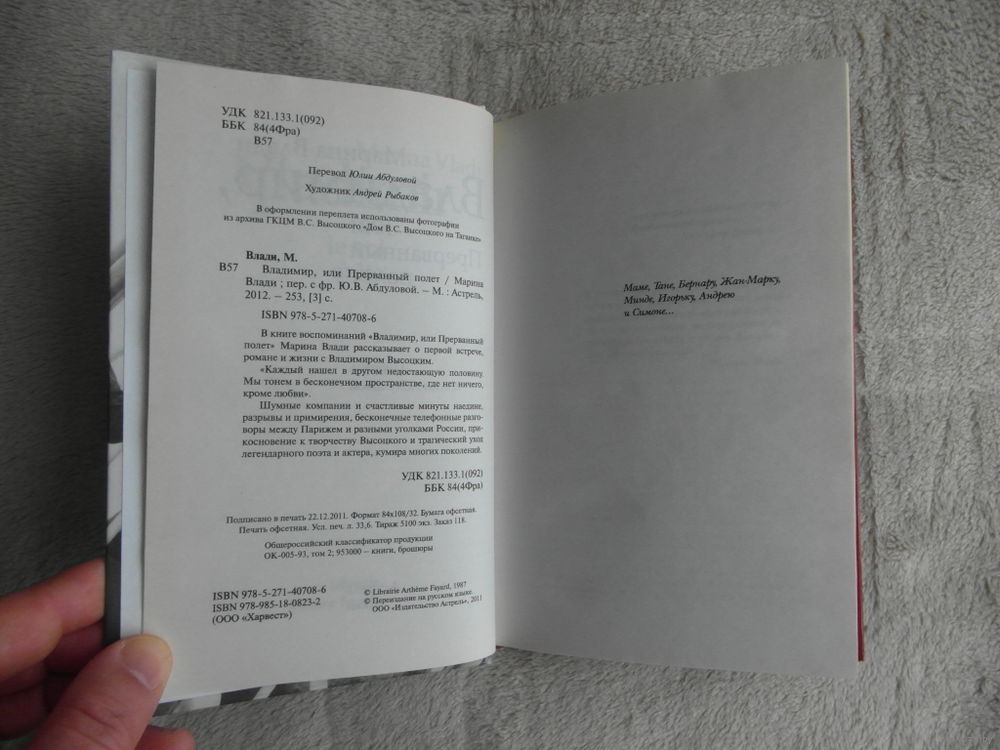 УДК 821.133.1(092)
ББК 84(4Фра)
В57
Перевод Юлии Абдуловой
Художник Андрей Рыбаков
В оформлении переплета использованы фотографии
из архива ГКЦМ В.С. Высоцкого «Дом В.С. Высоцкого на Таганке»
Влади, М.
В57 Владимир, или Прерванный полет / Марина
Влади ; пер. с фр. Ю.В. Абдуловой. – М. : Астрель,
2012. – 253, [3] с.
ISBN 978-5-271-40708-6
В книге воспоминаний «Владимир, или Прерванный
полет» Марина Влади рассказывает о первой встрече,
романе и жизни с Владимиром Высоцким.
«Каждый нашел в другом недостающую половину.
Мы тонем в бесконечном пространстве, где нет ничего,
кроме любви».
Шумные компании и счастливые минуты наедине,
разрывы и примирения, бесконечные телефонные разго-
воры между Парижем и разными уголками России, при-
косновение к творчеству Высоцкого и трагический уход
легендарного поэта и актера, кумира многих поколений.
УДК 821.133.1(092)
ББК 84(4Фра)
Подписано в печать 22.12.2011. Формат 84х108/32. Бумага офсетная.
Печать офсетная. Усл. печ. л. 33,6. Тираж 5100 экз. Заказ 118.
Общероссийский классификатор продукции
ОК-005-93, том 2; 953000 – книги, брошюры
ISBN 978-5-271-40708-6
ISBN 978-985-18-0823-2
(ООО «Харвест»)
© Librairie Arthème Fayard, 1987
© Переиздание на русском языке.
ООО «Издательство Астрель», 2011
Маме, Тане, Бернару, Жан-Марку,
Минде, Игорьку, Андрею
и Симоне...